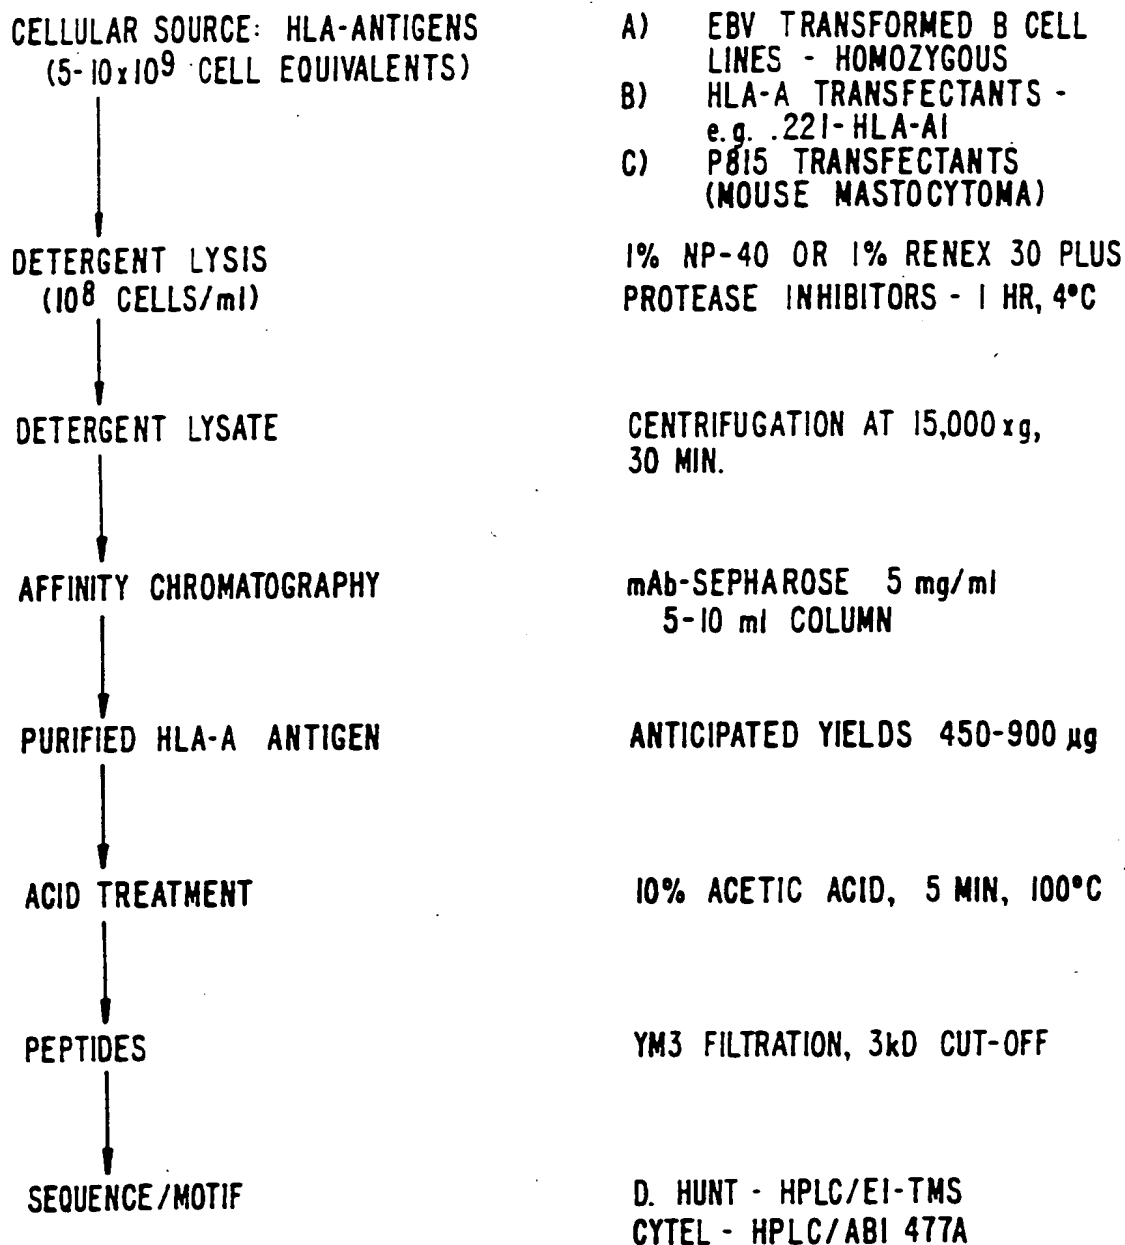 CELLULAR SOURCE: HLA-ANTIGENS
(5-10x10⁹ CELL EQUIVALENTS)
A) EBV TRANSFORMED B CELL
LINES - HOMOZYGOUS
B) HLA-A TRANSFECTANTS -
e.g. .221-HLA-A1
C) P815 TRANSFECTANTS
(MOUSE MASTOCYTOMA)
DETERGENT LYSIS
(10⁸ CELLS/ml)
1% NP-40 OR 1% RENEX 30 PLUS
PROTEASE INHIBITORS - 1 HR, 4°C
DETERGENT LYSATE
CENTRIFUGATION AT 15,000 xg,
30 MIN.
AFFINITY CHROMATOGRAPHY
mAb-SEPHAROSE 5 mg/ml
5-10 ml COLUMN
PURIFIED HLA-A ANTIGEN
ANTICIPATED YIELDS 450-900 µg
ACID TREATMENT
10% ACETIC ACID, 5 MIN, 100°C
PEPTIDES
YM3 FILTRATION, 3kD CUT-OFF
SEQUENCE/MOTIF
D. HUNT - HPLC/EI-TMS
CYTEL - HPLC/ABI 477A